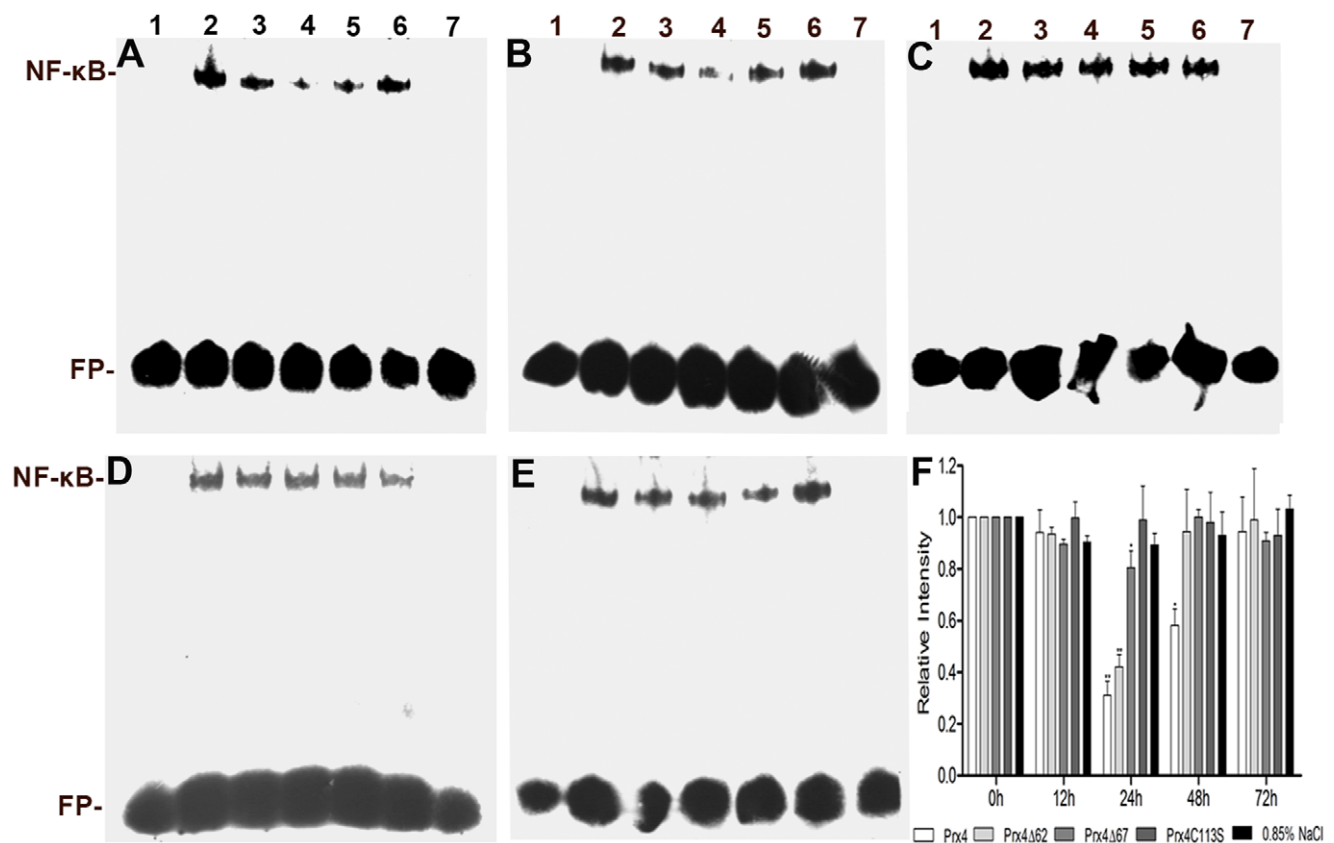 1 2 3 4 5 6 7
A
NF-κB-
FP-
1 2 3 4 5 6 7
B
1 2 3 4 5 6 7
C
NF-κB-
D
FP-
E
F
Relative Intensity
1.2
1.0
0.8
0.6
0.4
0.2
0.0
** ** * *
0h 12h 24h 48h 72h
Prx4 Prx4Δ62 Prx4Δ67 Prx4C113S 0.85% NaCl